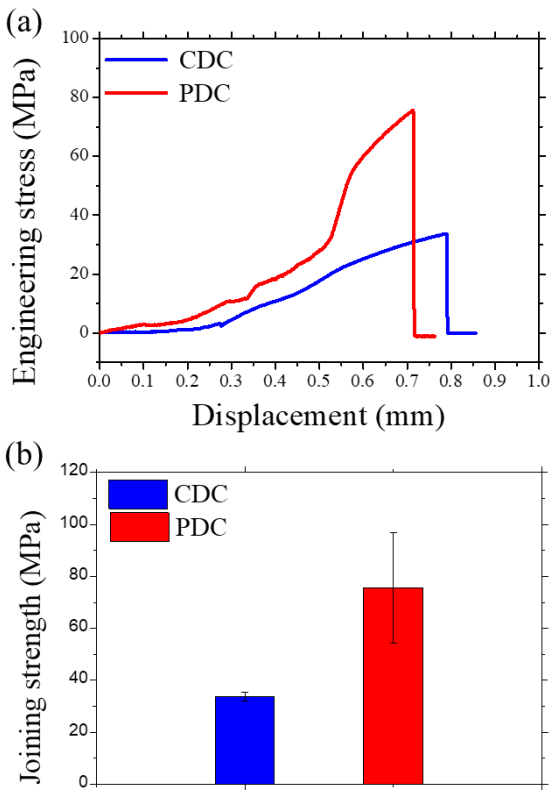 (a)
100
80
60
40
20
0
Engineering stress (MPa)
CDC
PDC
0.0 0.1 0.2 0.3 0.4 0.5 0.6 0.7 0.8 0.9 1.0
Displacement (mm)
(b)
120
100
80
60
40
20
0
Joining strength (MPa)
CDC
PDC